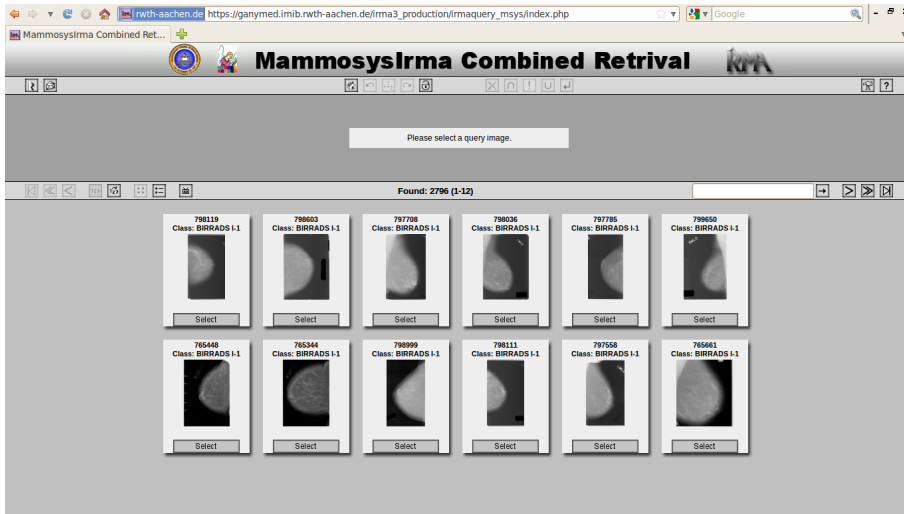 rwth-aachen.de https://ganymed.imib.rwth-aachen.de/irma3_production/irmaquery_msys/index.php
Google
MammosysIrma Combined Ret...
MammosysIrma Combined Retrival
IRMA
Please select a query image.
Found: 2796 (1-12)
798119 798603 797708 798036 797785 799650
Class: BIRRADS I-1 Class: BIRRADS I-1 Class: BIRRADS I-1 Class: BIRRADS I-1 Class: BIRRADS I-1 Class: BIRRADS I-1
Select Select Select Select Select Select
765448 765344 798999 798111 797558 765661
Class: BIRRADS I-1 Class: BIRRADS I-1 Class: BIRRADS I-1 Class: BIRRADS I-1 Class: BIRRADS I-1 Class: BIRRADS I-1
Select Select Select Select Select Select